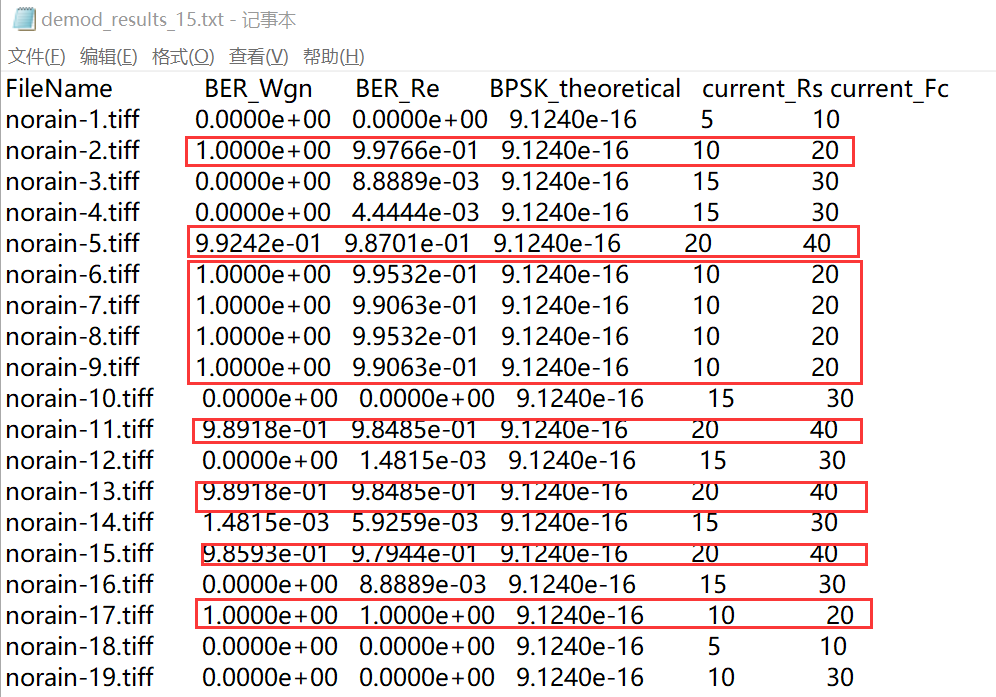 demod_results_15.txt - 记事本
文件(F) 编辑(E) 格式(O) 查看(V) 帮助(H)
FileName BER_Wgn BER_Re BPSK_theoretical current_Rs current_Fc
norain-1.tiff 0.0000e+00 0.0000e+00 9.1240e-16 5 10
norain-2.tiff 1.0000e+00 9.9766e-01 9.1240e-16 10 20
norain-3.tiff 0.0000e+00 8.8889e-03 9.1240e-16 15 30
norain-4.tiff 0.0000e+00 4.4444e-03 9.1240e-16 15 30
norain-5.tiff 9.9242e-01 9.8701e-01 9.1240e-16 20 40
norain-6.tiff 1.0000e+00 9.9532e-01 9.1240e-16 10 20
norain-7.tiff 1.0000e+00 9.9063e-01 9.1240e-16 10 20
norain-8.tiff 1.0000e+00 9.9532e-01 9.1240e-16 10 20
norain-9.tiff 1.0000e+00 9.9063e-01 9.1240e-16 10 20
norain-10.tiff 0.0000e+00 0.0000e+00 9.1240e-16 15 30
norain-11.tiff 9.8918e-01 9.8485e-01 9.1240e-16 20 40
norain-12.tiff 0.0000e+00 1.4815e-03 9.1240e-16 15 30
norain-13.tiff 9.8918e-01 9.8485e-01 9.1240e-16 20 40
norain-14.tiff 1.4815e-03 5.9259e-03 9.1240e-16 15 30
norain-15.tiff 9.8593e-01 9.7944e-01 9.1240e-16 20 40
norain-16.tiff 0.0000e+00 8.8889e-03 9.1240e-16 15 30
norain-17.tiff 1.0000e+00 1.0000e+00 9.1240e-16 10 20
norain-18.tiff 0.0000e+00 0.0000e+00 9.1240e-16 5 10
norain-19.tiff 0.0000e+00 0.0000e+00 9.1240e-16 10 30